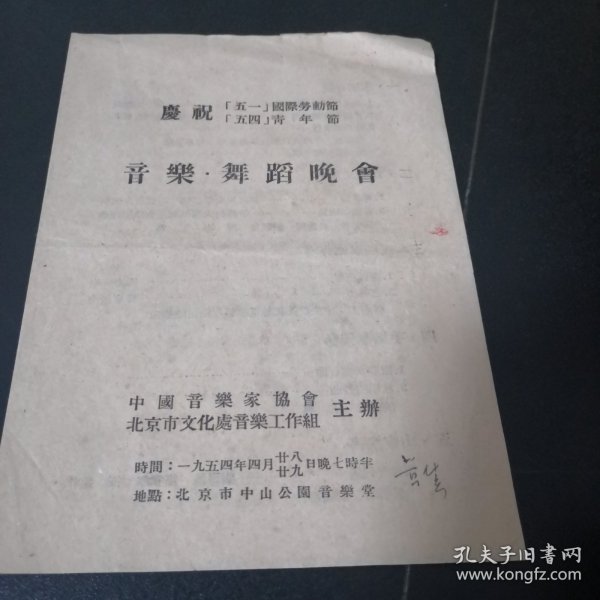 慶祝「五一」國際勞動節
「五四」青年節
音樂·舞蹈晚會
中國音樂家協會
北京市文化處音樂工作組
主辦
時間：一九五四年四月廿八廿九日晚七時半
地點：北京市中山公園音樂堂
孔夫子旧书网
www.kongfz.com